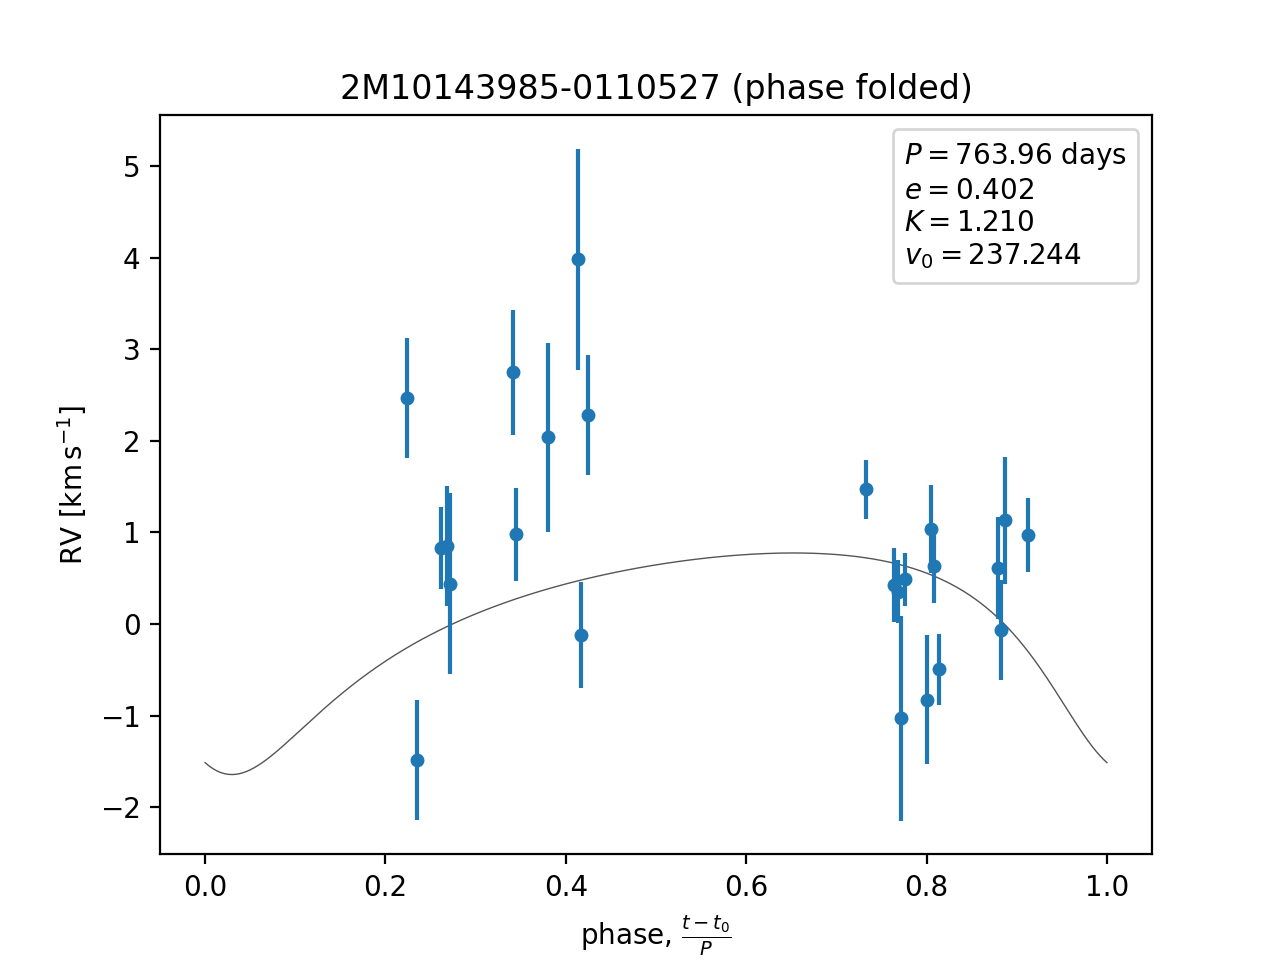 2M10143985-0110527 (phase folded)
P = 763.96 days
e = 0.402
K = 1.210
v₀ = 237.244
5
4
3
2
1
0
−1
−2
RV [km s⁻¹]
0.0 0.2 0.4 0.6 0.8 1.0
phase, (t − t₀)/P